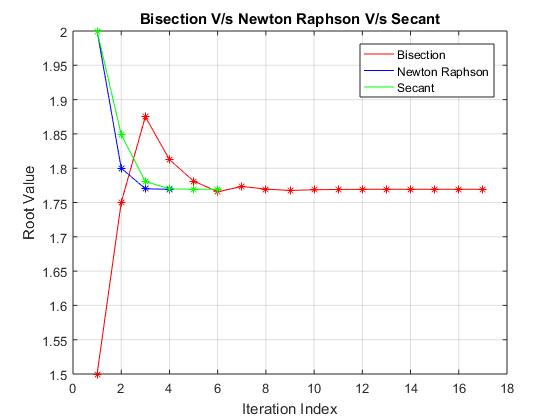 Bisection V/s Newton Raphson V/s Secant
Bisection
Newton Raphson
Secant
2
1.95
1.9
1.85
1.8
1.75
1.7
1.65
1.6
1.55
1.5
Root Value
0 2 4 6 8 10 12 14 16 18
Iteration Index